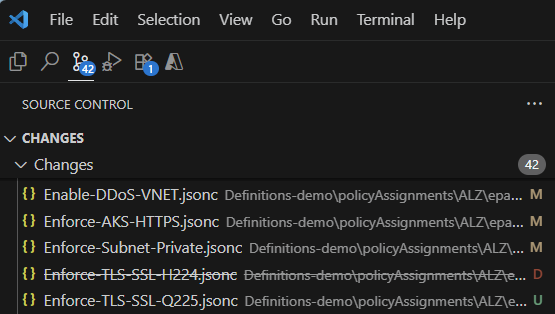 File Edit Selection View Go Run Terminal Help
42 1
SOURCE CONTROL ...
CHANGES
Changes 42
{ } Enable-DDoS-VNET.jsonc Definitions-demo\policyAssignments\ALZ\epa... M
{ } Enforce-AKS-HTTPS.jsonc Definitions-demo\policyAssignments\ALZ\epa... M
{ } Enforce-Subnet-Private.jsonc Definitions-demo\policyAssignments\ALZ\... M
{ } Enforce-TLS-SSL-H224.jsonc Definitions-demo\policyAssignments\ALZ\e... D
{ } Enforce-TLS-SSL-Q225.jsonc Definitions-demo\policyAssignments\ALZ\... U